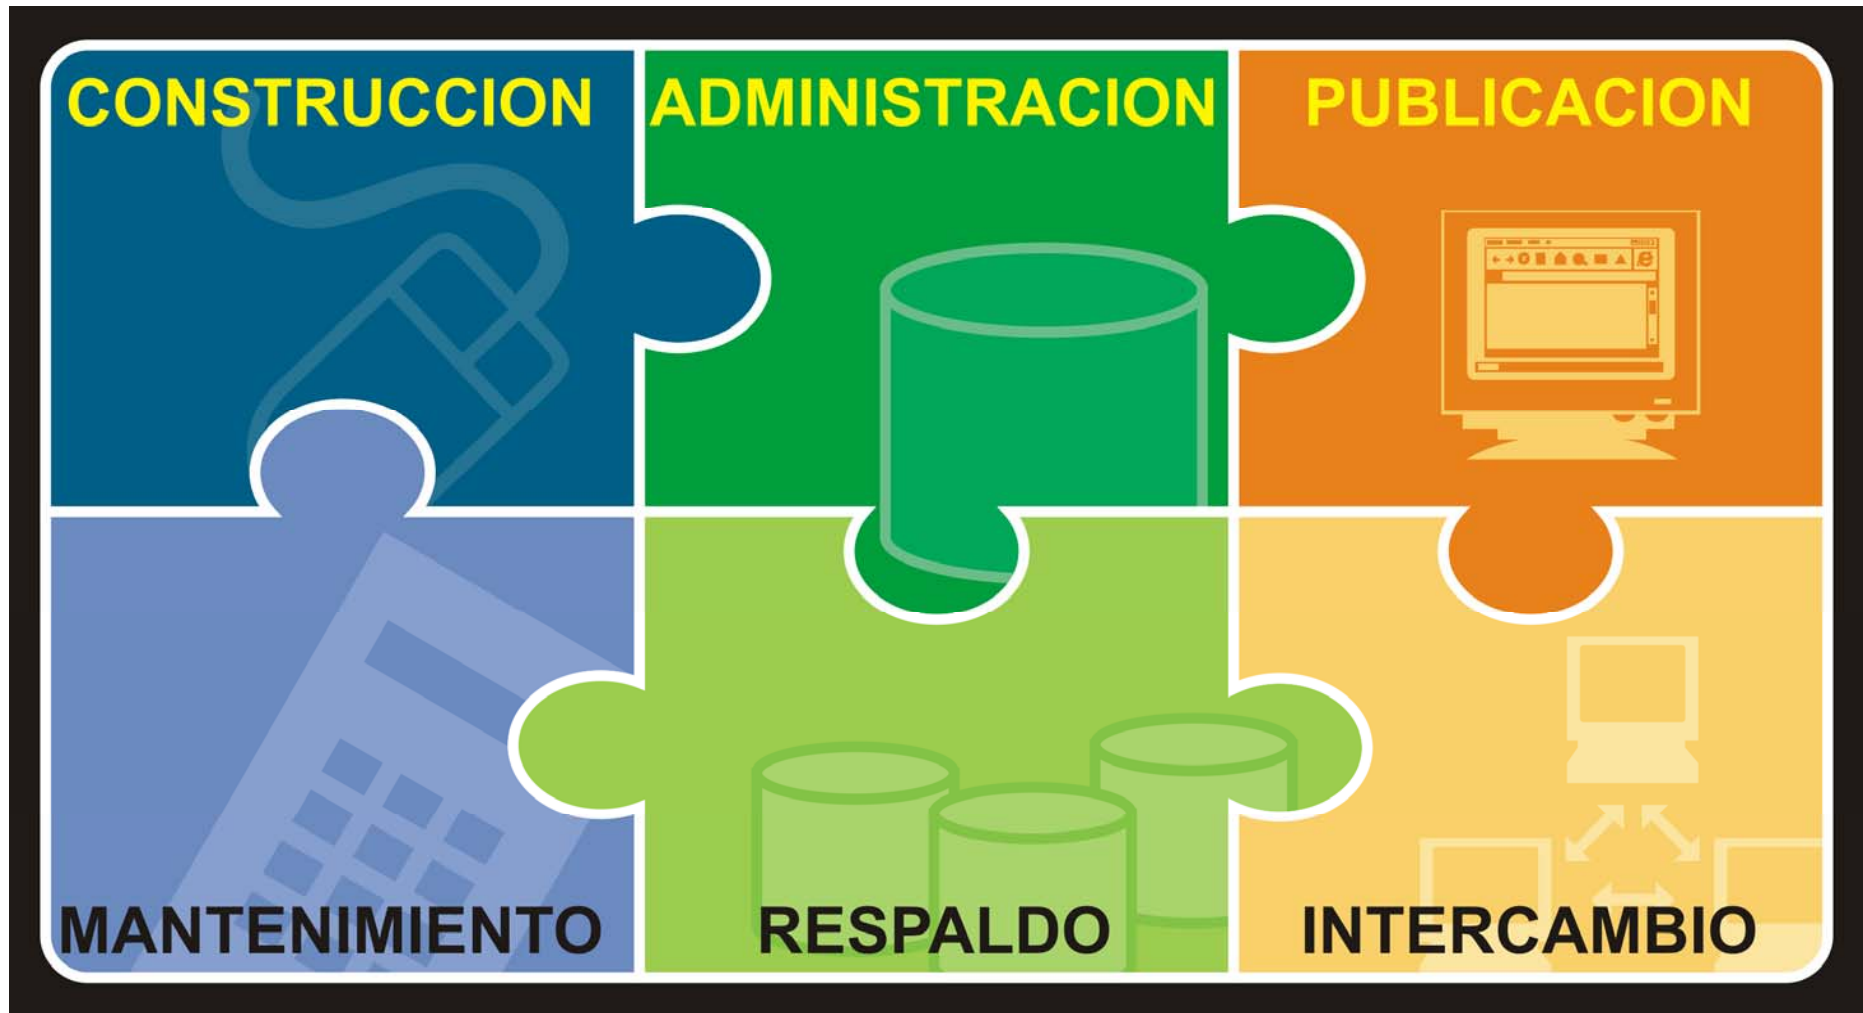 CONSTRUCCION
ADMINISTRACION
PUBLICACION
MANTENIMIENTO
RESPALDO
INTERCAMBIO